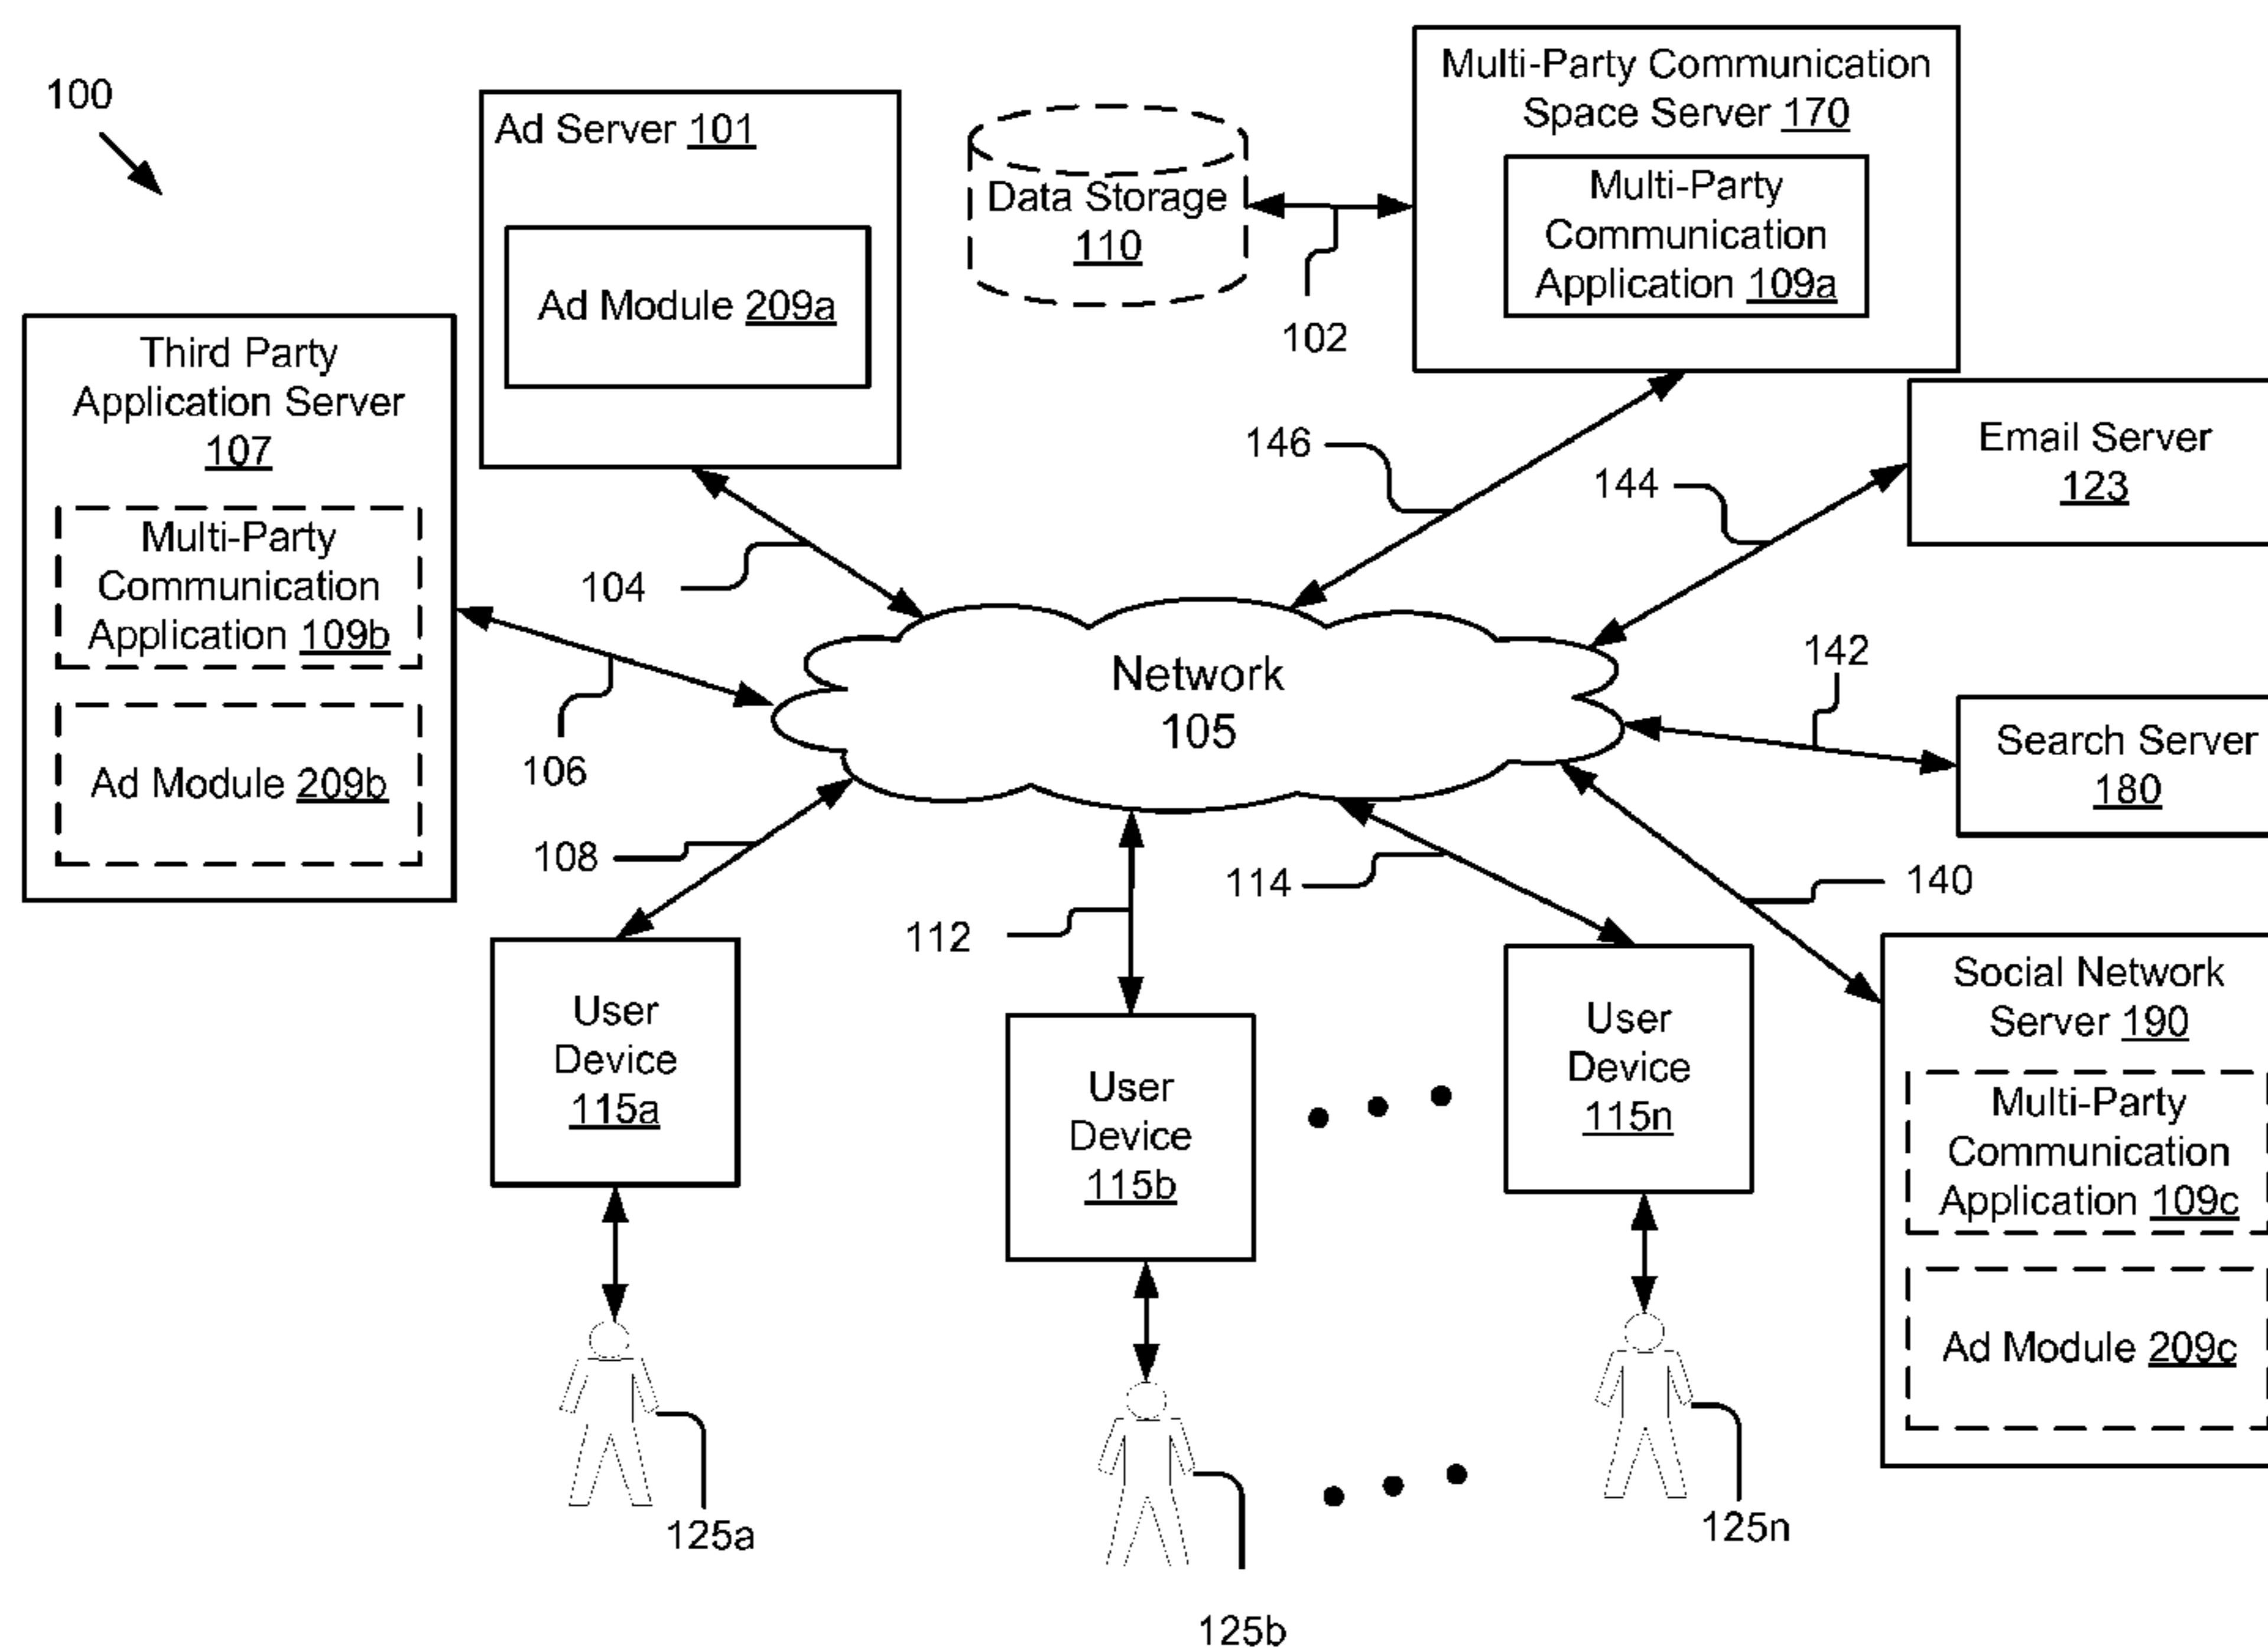 100
Ad Server 101
Ad Module 209a
Data Storage
110
102
Multi-Party Communication
Space Server 170
Multi-Party
Communication
Application 109a
Third Party
Application Server
107
Multi-Party
Communication
Application 109b
Ad Module 209b
Email Server
123
146
144
104
106
Network
105
142
Search Server
180
108
112
114
140
User
Device
115a
User
Device
115b
User
Device
115n
Social Network
Server 190
Multi-Party
Communication
Application 109c
Ad Module 209c
125a
125b
125n